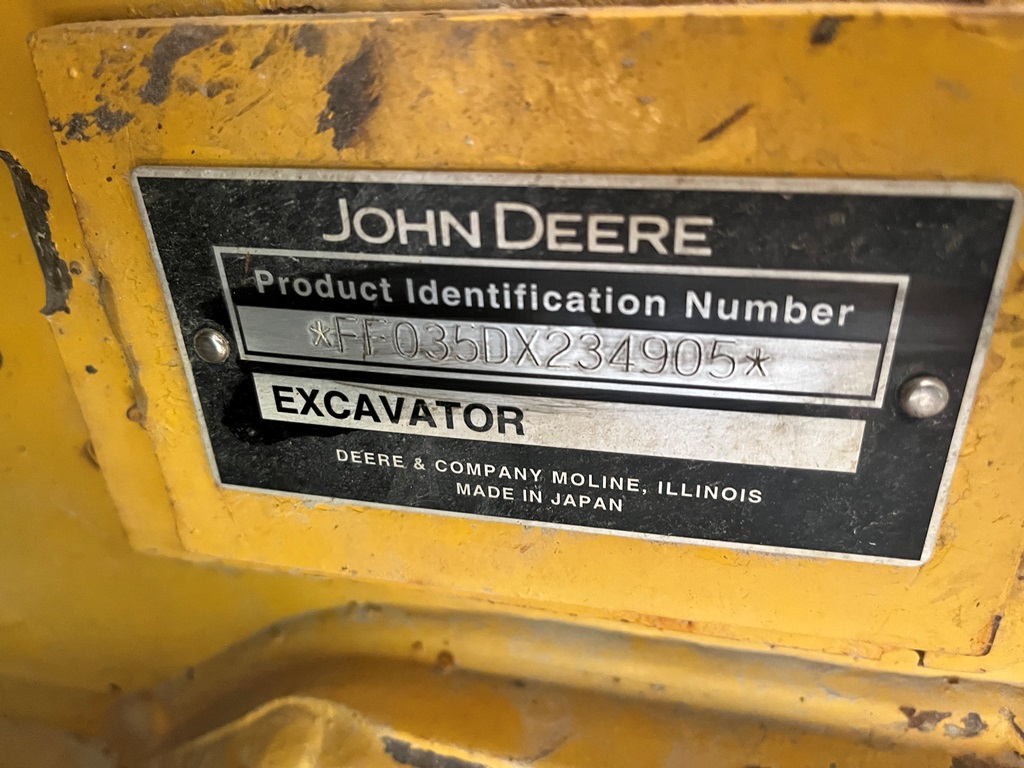 JOHN DEERE
Product Identification Number
*FF035DX234905*
EXCAVATOR
DEERE & COMPANY MOLINE, ILLINOIS
MADE IN JAPAN